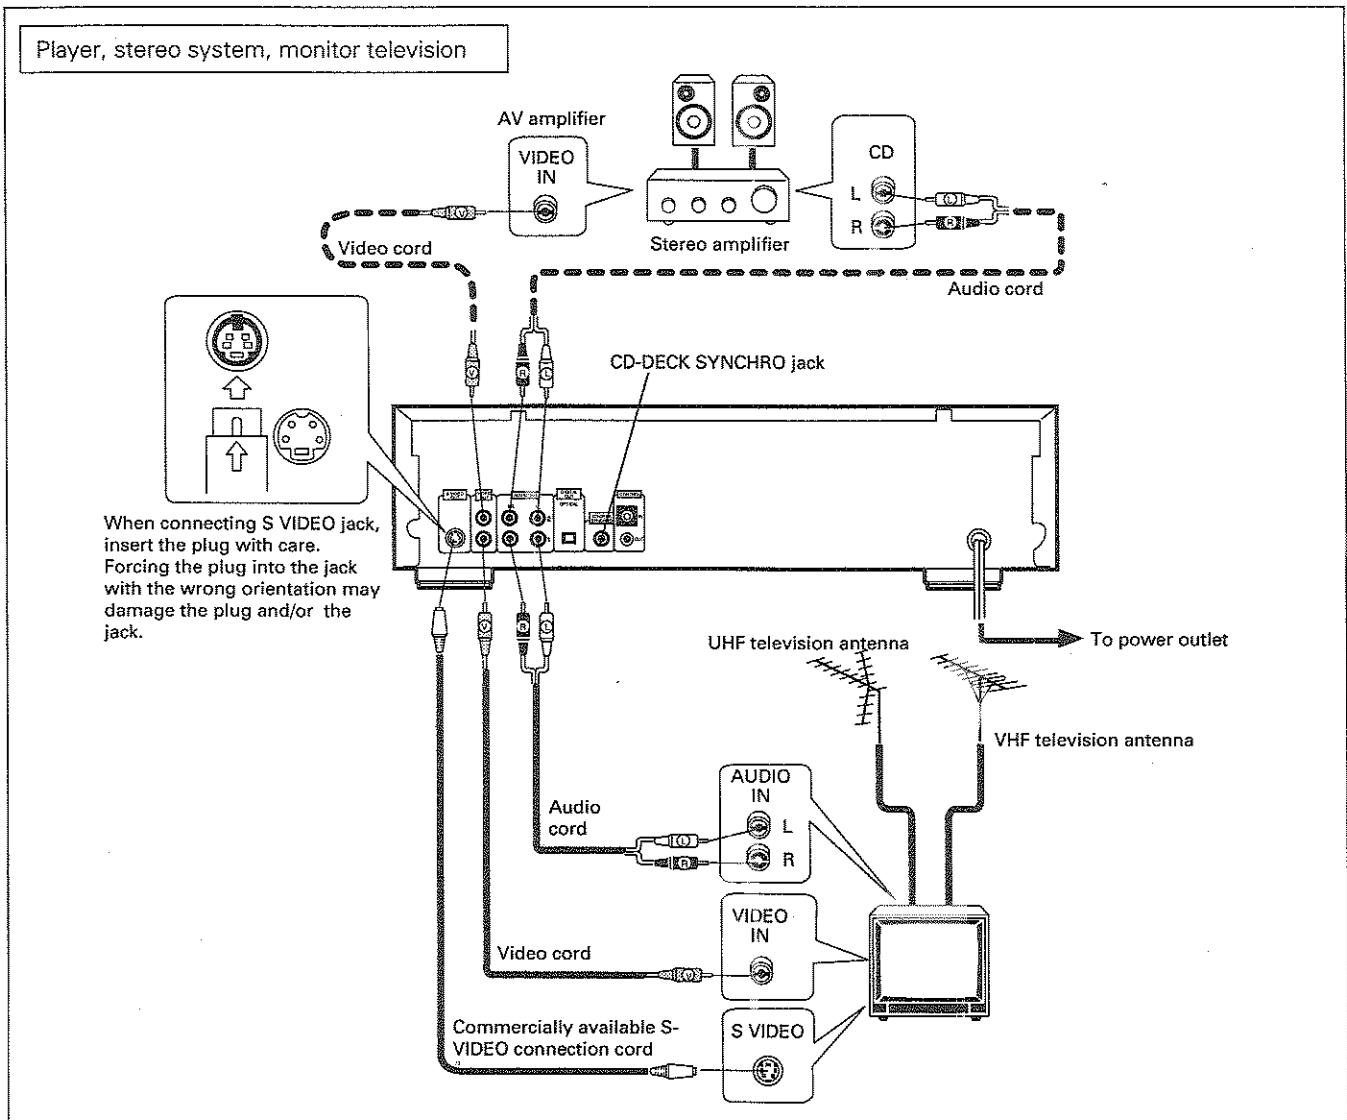 Player, stereo system, monitor television
AV amplifier
VIDEO
IN
V
Video cord
Stereo amplifier
CD
L
R
L
R
Audio cord
V
R
L
CD-DECK SYNCHRO jack
OPTICAL
When connecting S VIDEO jack,
insert the plug with care.
Forcing the plug into the jack
with the wrong orientation may
damage the plug and/or the
jack.
V
R
L
To power outlet
UHF television antenna
VHF television antenna
Audio
cord
L
R
AUDIO
IN
L
R
Video cord
V
VIDEO
IN
Commercially available S-
VIDEO connection cord
S VIDEO